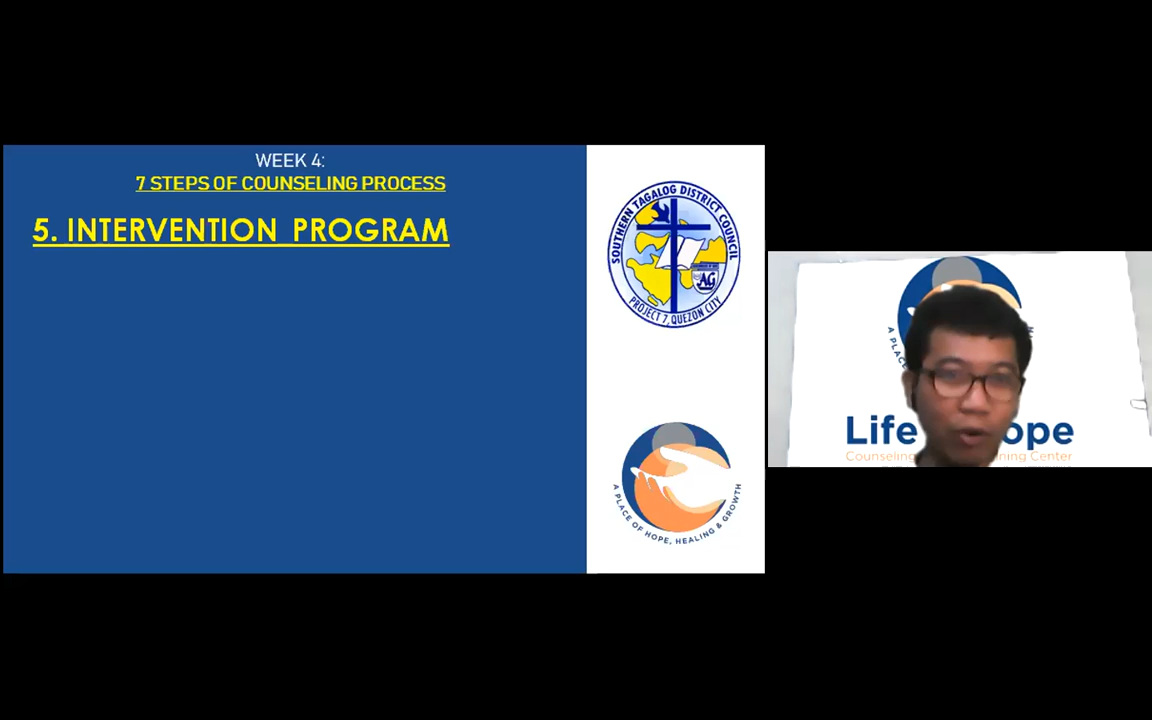 WEEK 4:
7 STEPS OF COUNSELING PROCESS
5. INTERVENTION PROGRAM
SOUTHERN TAGALOG DISTRICT COUNCIL
AG
PROJECT 7, QUEZON CITY
A PLACE OF HOPE, HEALING & GROWTH
A PLACE
Life ope
Counseling ning Center